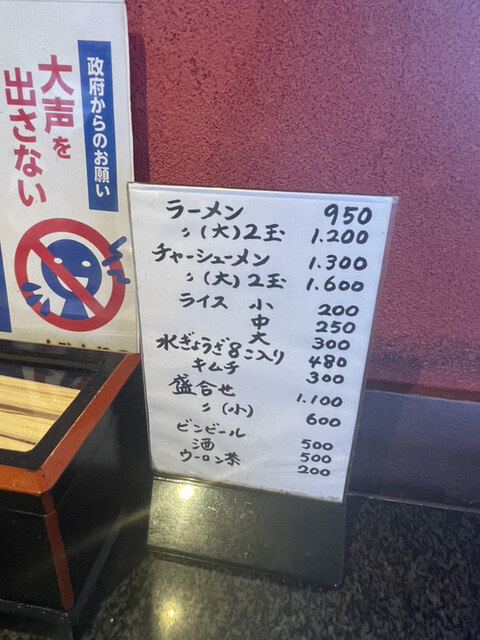 政府からのお願い
大声を
出さない
ラーメン 950
〃(大)2玉 1.200
チャーシューメン 1.300
〃(大)2玉 1.600
ライス 小 200
中 250
大 300
水ぎょうざ8コ入り 480
キムチ 300
盛合せ 1.100
〃(小) 600
ビンビール 500
酒 500
ウーロン茶 200